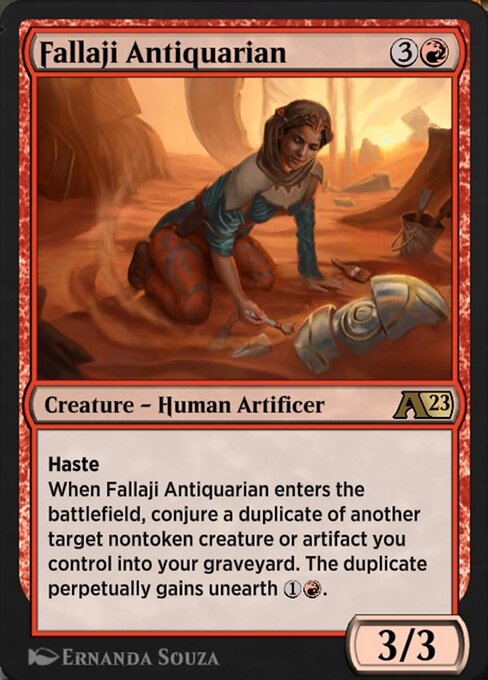 Fallaji Antiquarian 3
Creature – Human Artificer A23
Haste
When Fallaji Antiquarian enters the
battlefield, conjure a duplicate of another
target nontoken creature or artifact you
control into your graveyard. The duplicate
perpetually gains unearth 1.
3/3
Ernanda Souza